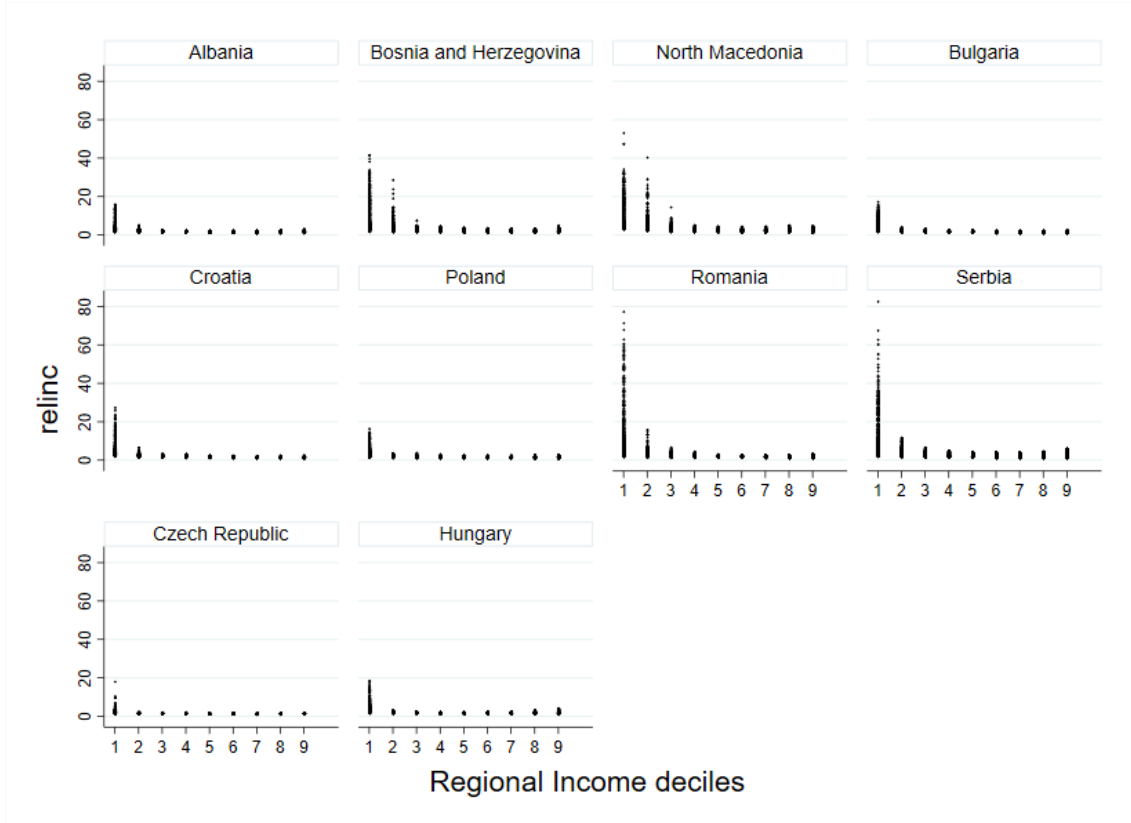 Albania Bosnia and Herzegovina North Macedonia Bulgaria
80
60
40
20
0
Croatia Poland Romania Serbia
80
60
40
20
0
1 2 3 4 5 6 7 8 9 1 2 3 4 5 6 7 8 9
relinc
Czech Republic Hungary
80
60
40
20
0
1 2 3 4 5 6 7 8 9 1 2 3 4 5 6 7 8 9
Regional Income deciles